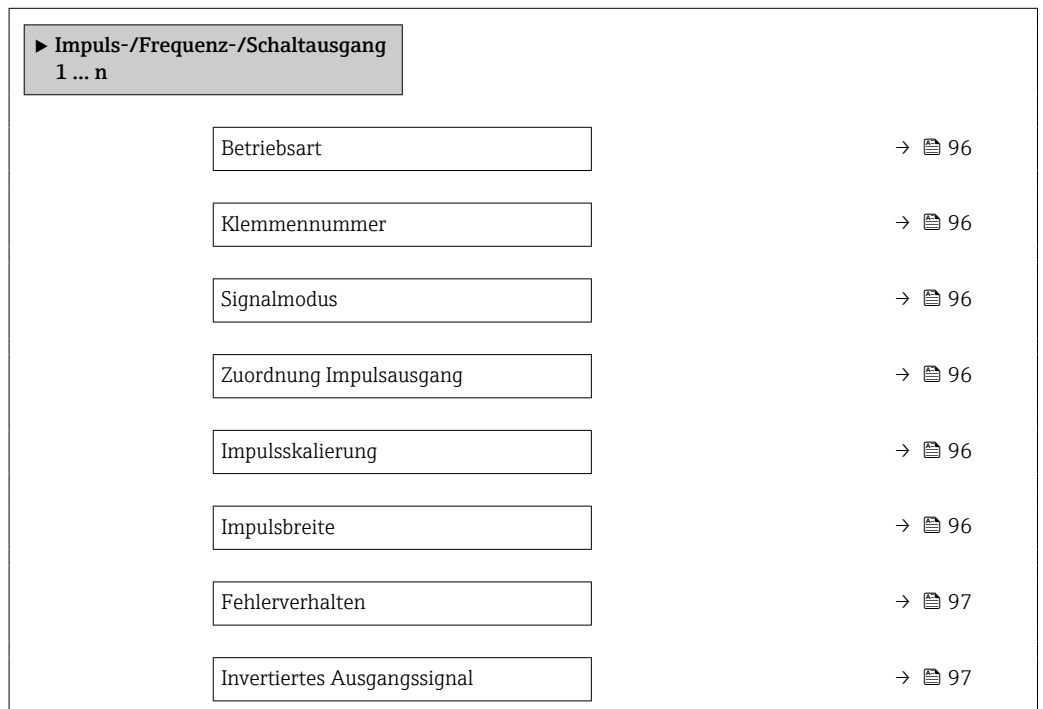 ► Impuls-/Frequenz-/Schaltausgang
1 ... n
Betriebsart → 96
Klemmennummer → 96
Signalmodus → 96
Zuordnung Impulsausgang → 96
Impulsskalierung → 96
Impulsbreite → 96
Fehlerverhalten → 97
Invertiertes Ausgangssignal → 97